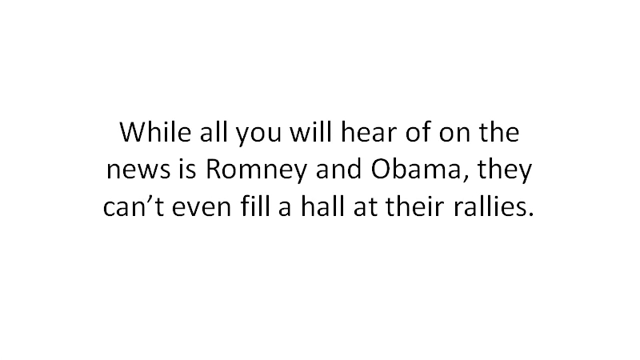 While all you will hear of on the
news is Romney and Obama, they
can’t even fill a hall at their rallies.